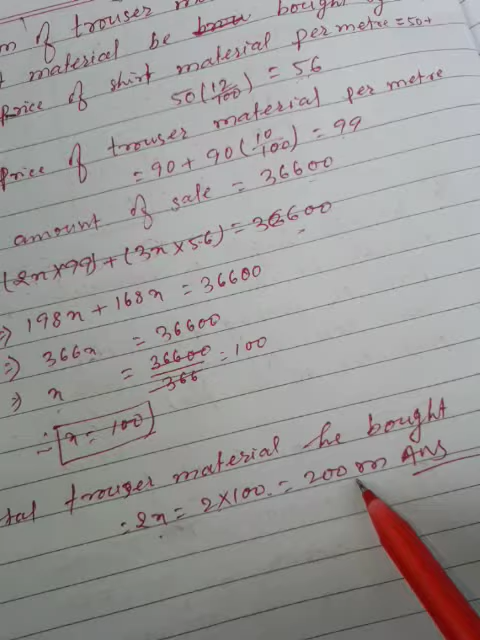 n of trouser
material be bought
price of shirt material per metre = 50 +
50(12/100) = 56
price of trouser material per metre
= 90 + 90(10/100) = 99
amount of sale = 36600
(2x×99) + (3x×56) = 36600
⇒ 198x + 168x = 36600
⇒ 366x = 36600
⇒ x = 36600/366 = 100
∴ x = 100
tal trouser material he bought
= 2x = 2×100 = 200 m Ans